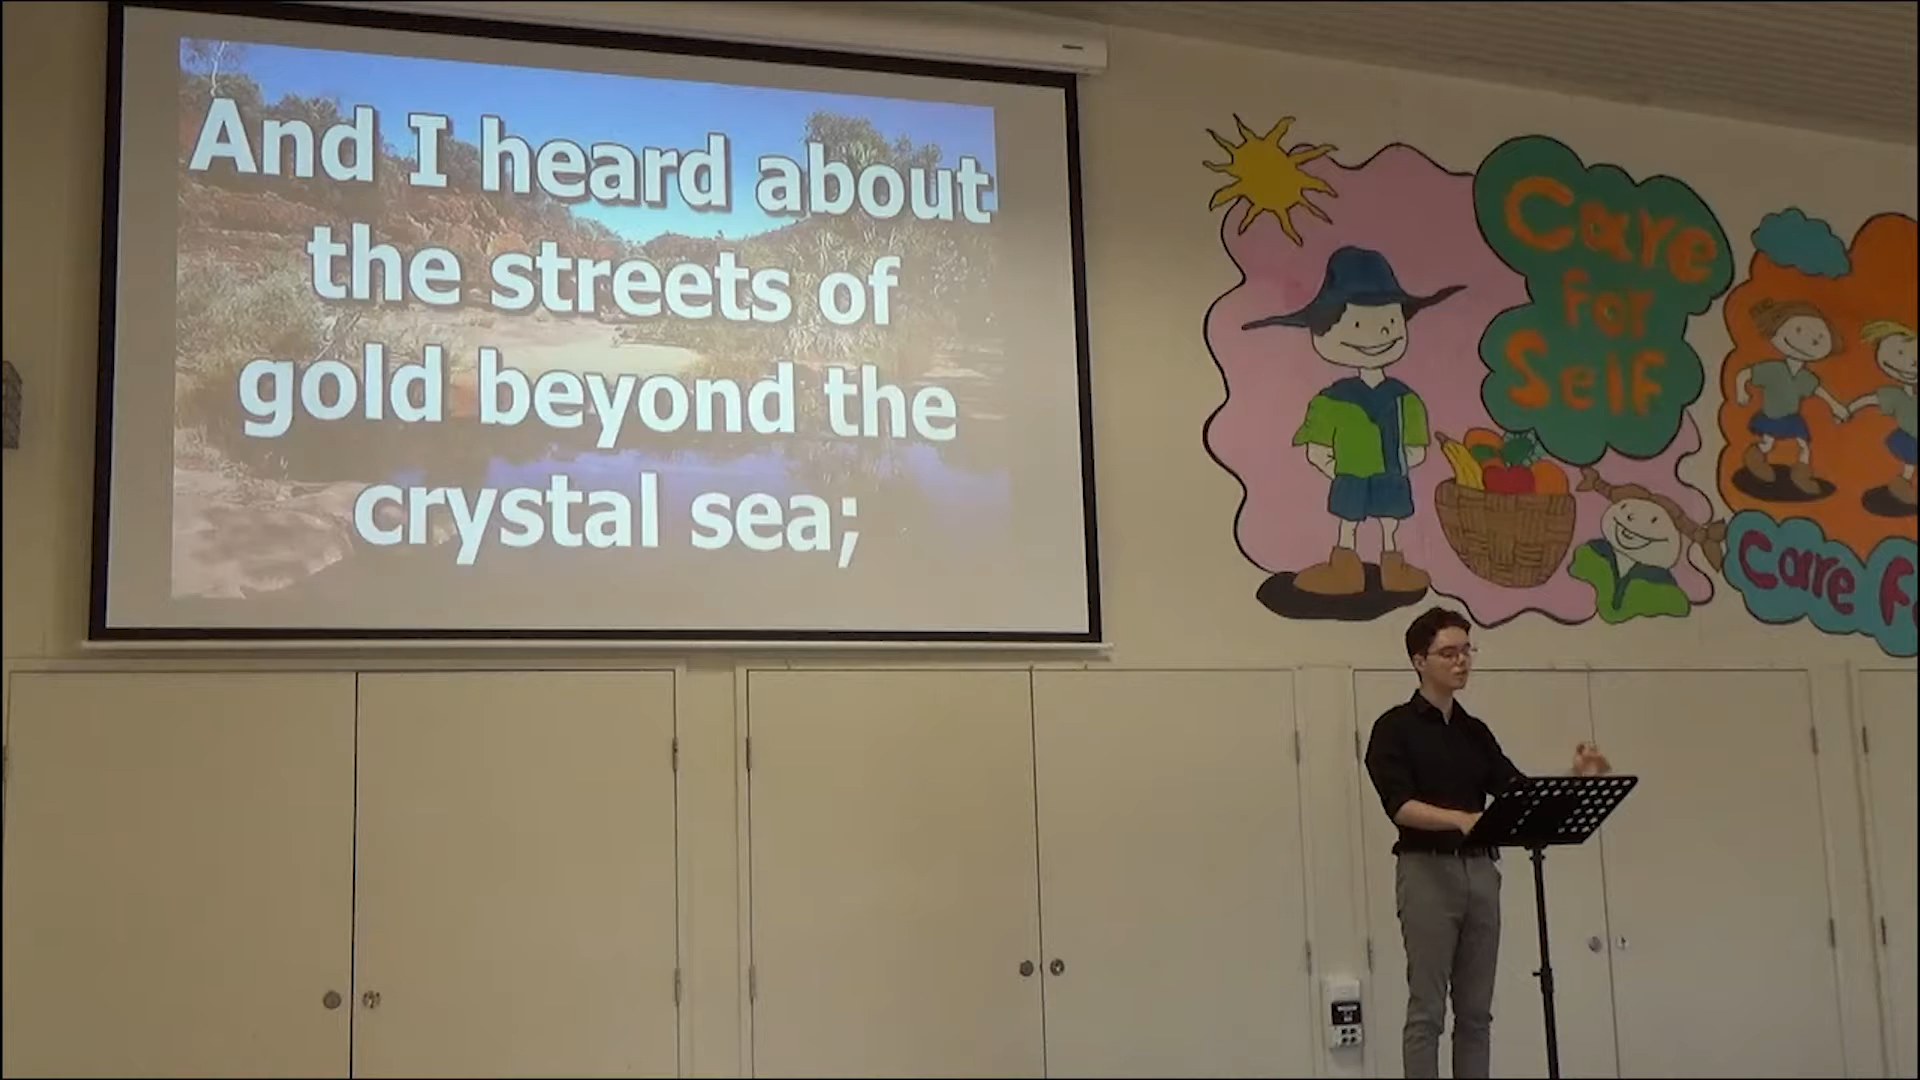 And I heard about
the streets of
gold beyond the
crystal sea;
Care
For
Self
Care